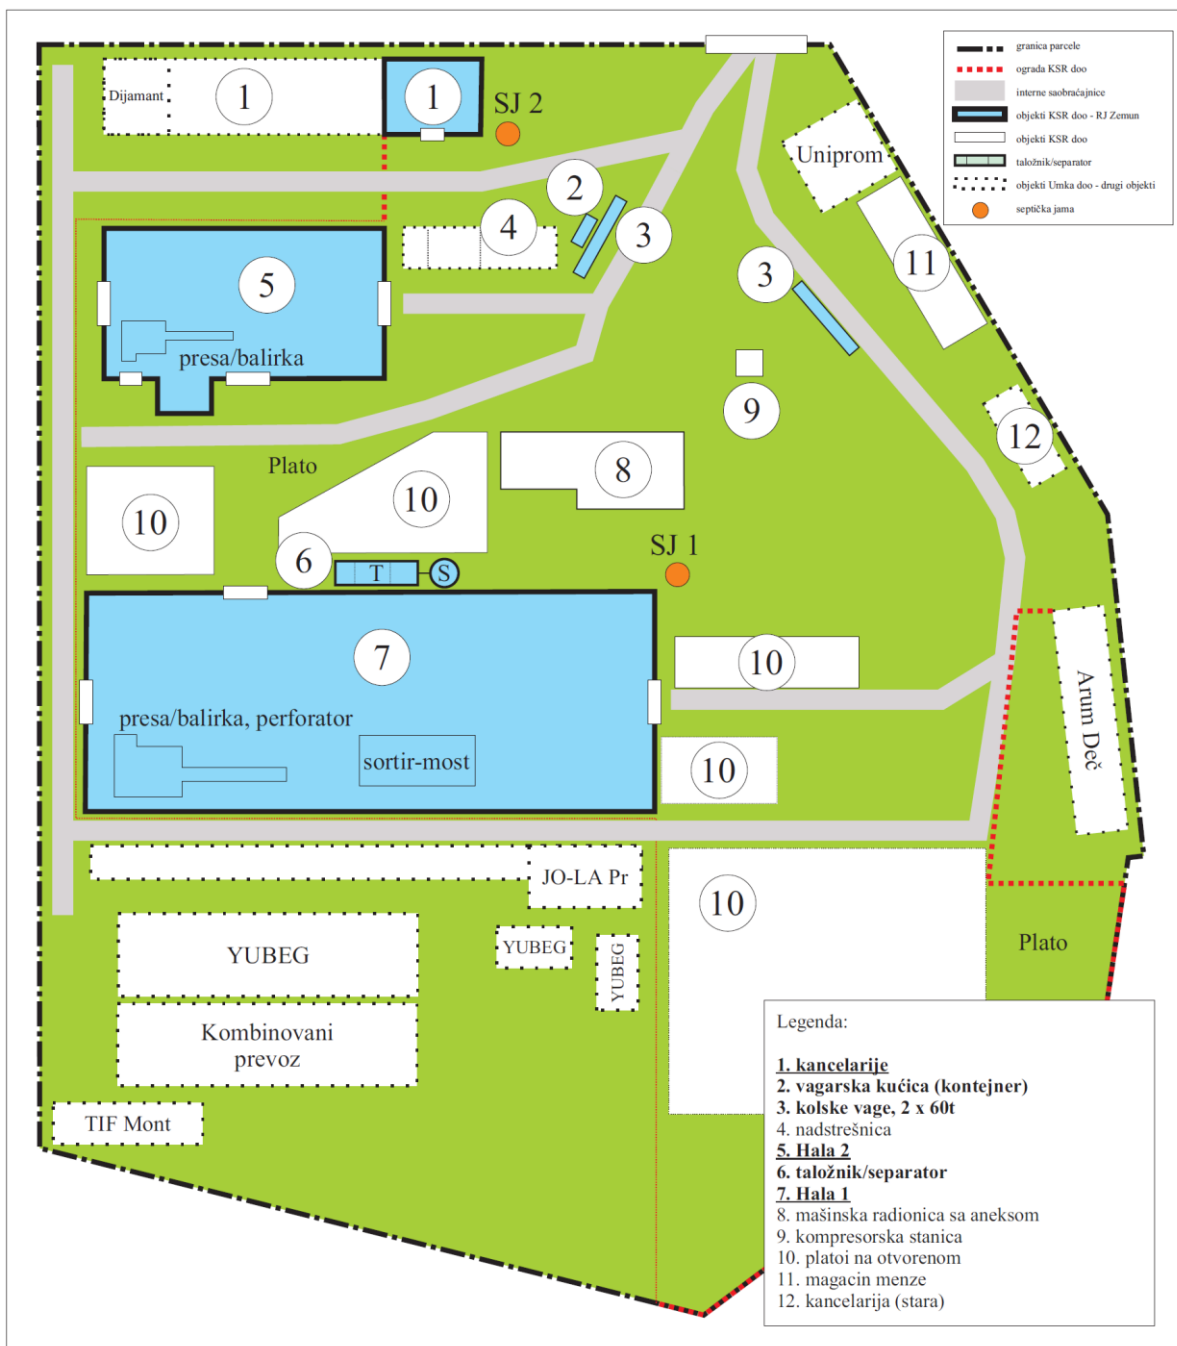 granica parcele
ograda KSR doo
interne saobraćajnice
objekti KSR doo - RJ Zemun
objekti KSR doo
taložnik/separator
objekti Umka doo - drugi objekti
septička jama
Dijamant
1
1
SJ 2
Uniprom
2
3
4
11
3
5
presa/balirka
9
12
Plato
8
10
10
SJ 1
6
T
S
7
10
Arum Deč
presa/balirka, perforator
sortir-most
10
JO-LA Pr
10
YUBEG
YUBEG
YUBEG
Plato
Kombinovani
prevoz
TIF Mont
Legenda:
1. kancelarije
2. vagarska kućica (kontejner)
3. kolske vage, 2 x 60t
4. nadstrešnica
5. Hala 2
6. taložnik/separator
7. Hala 1
8. mašinska radionica sa aneksom
9. kompresorska stanica
10. platoi na otvorenom
11. magacin menze
12. kancelarija (stara)